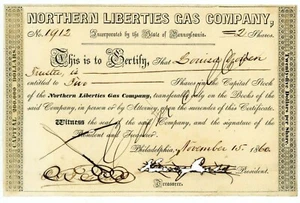 NORTHERN LIBERTIES GAS COMPANY,
No. 1912 Incorporated by the State of Pennsylvania. 2 Shares.
This is to Certify, That Louisa
Trustee, is
entitled to Two Shares in the Capital Stock
of the Northern Liberties Gas Company, transferable only on the Books of the
said Company, in person or by Attorney, upon the surrender of this Certificate.
Witness the seal of the said Company, and the signature of the
President and Treasurer.
Philadelphia, November 15. 1860
President.
Treasurer.